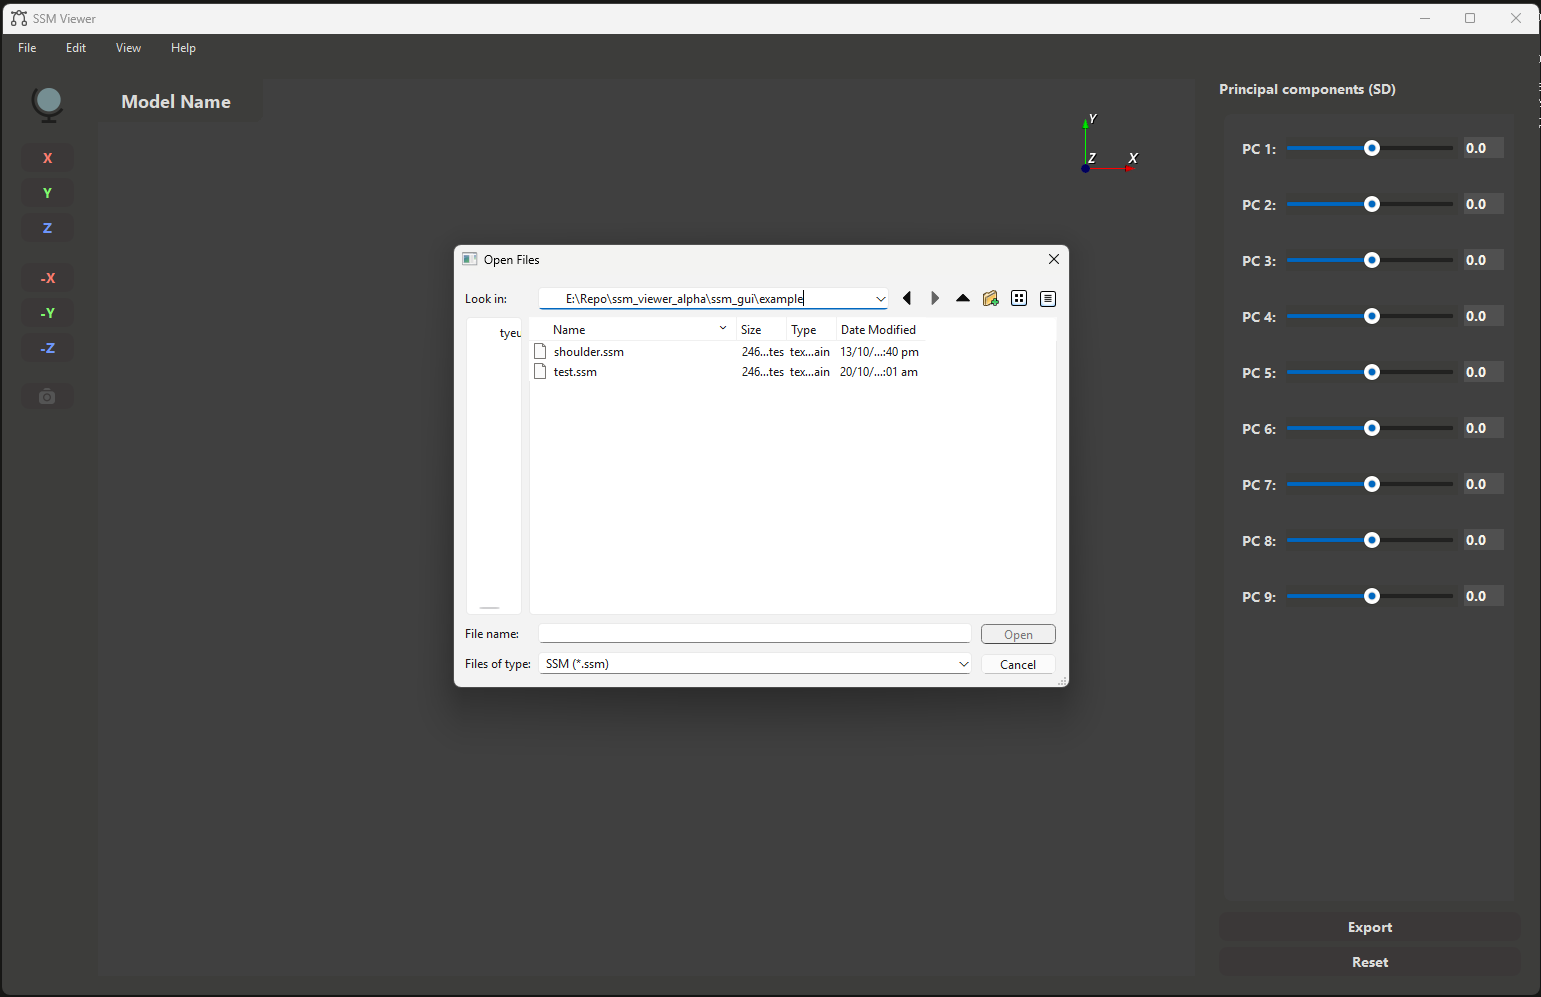 SSM Viewer
File Edit View Help
Model Name
X
Y
Z
-X
-Y
-Z
Y
Z X
Principal components (SD)
PC 1: 0.0
PC 2: 0.0
PC 3: 0.0
PC 4: 0.0
PC 5: 0.0
PC 6: 0.0
PC 7: 0.0
PC 8: 0.0
PC 9: 0.0
Export
Reset
Open Files
Look in: E:\Repo\ssm_viewer_alpha\ssm_gui\example
tyeu
Name Size Type Date Modified
shoulder.ssm 246...tes tex...ain 13/10/...:40 pm
test.ssm 246...tes tex...ain 20/10/...:01 am
File name: Open
Files of type: SSM (*.ssm) Cancel